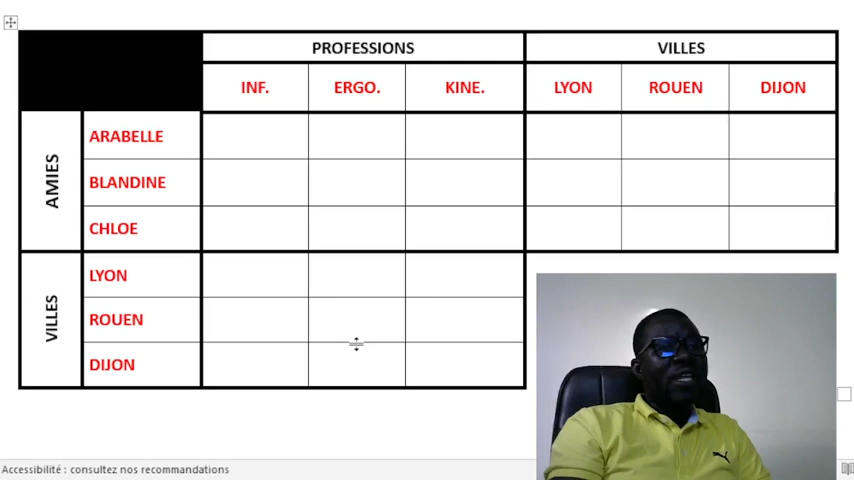 PROFESSIONS VILLES
INF. ERGO. KINE. LYON ROUEN DIJON
AMIES
ARABELLE
BLANDINE
CHLOE
VILLES
LYON
ROUEN
DIJON
Accessibilité : consultez nos recommandations